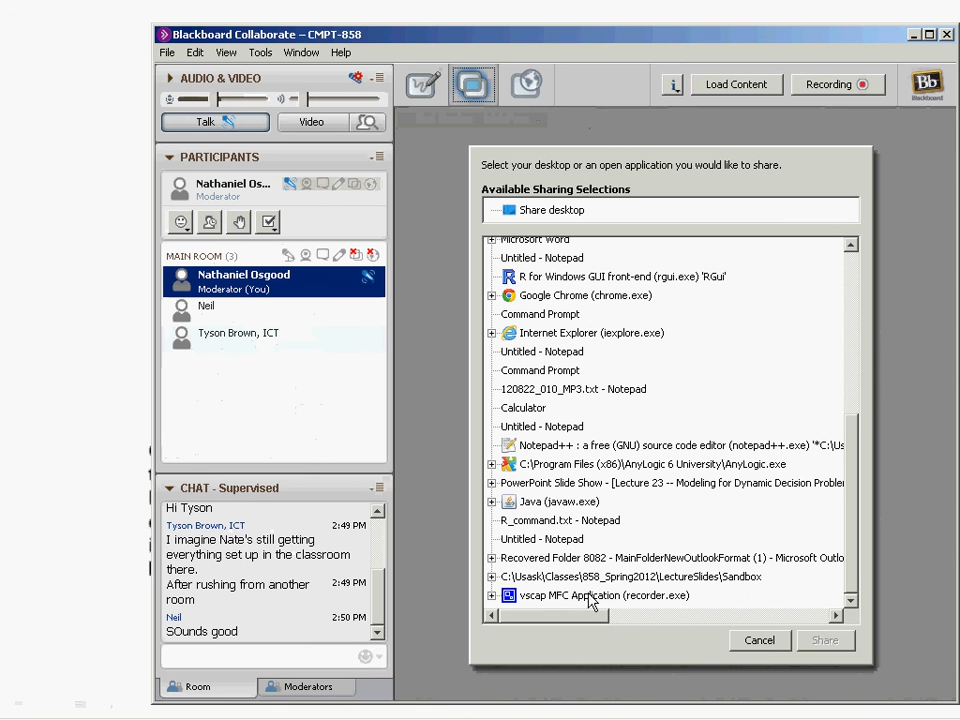 Blackboard Collaborate – CMPT-858
File Edit View Tools Window Help
AUDIO & VIDEO
Talk
Video
Load Content
Recording
Bb
Blackboard
PARTICIPANTS
Nathaniel Os...
Moderator
MAIN ROOM (3)
Nathaniel Osgood
Moderator (You)
Neil
Tyson Brown, ICT
CHAT - Supervised
Hi Tyson
Tyson Brown, ICT 2:49 PM
I imagine Nate's still getting
everything set up in the classroom
there.
After rushing from another 2:49 PM
room
Neil 2:50 PM
SOunds good
Room
Moderators
Select your desktop or an open application you would like to share.
Available Sharing Selections
Share desktop
Microsoft Word
Untitled - Notepad
R for Windows GUI front-end (rgui.exe) 'RGui'
Google Chrome (chrome.exe)
Command Prompt
Internet Explorer (iexplore.exe)
Untitled - Notepad
Command Prompt
120822_010_MP3.txt - Notepad
Calculator
Untitled - Notepad
Notepad++ : a free (GNU) source code editor (notepad++.exe) '*C:\Us
C:\Program Files (x86)\AnyLogic 6 University\AnyLogic.exe
PowerPoint Slide Show - [Lecture 23 -- Modeling for Dynamic Decision Probler
Java (javaw.exe)
R_command.txt - Notepad
Untitled - Notepad
Recovered Folder 8082 - MainFolderNewOutlookFormat (1) - Microsoft Outlo
C:\Usask\Classes\858_Spring2012\LectureSlides\Sandbox
vscap MFC Application (recorder.exe)
Cancel
Share